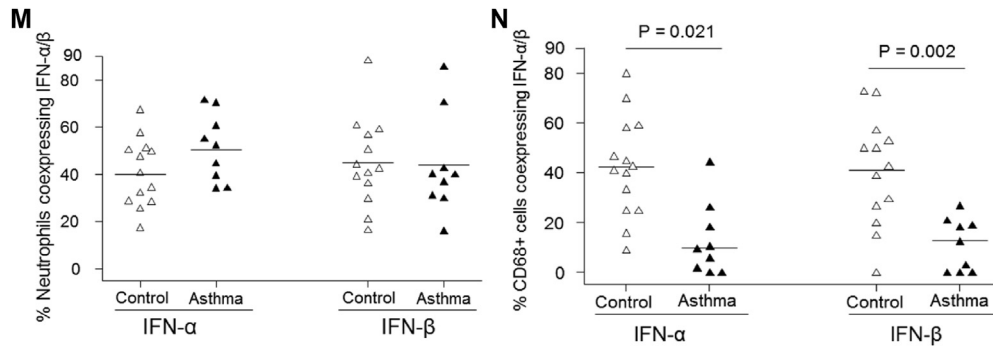 M
% Neutrophils coexpressing IFN-α/β
90
80
60
40
20
0
Control Asthma Control Asthma
IFN-α IFN-β
N
% CD68+ cells coexpressing IFN-α/β
90
80
60
40
20
0
P = 0.021
P = 0.002
Control Asthma Control Asthma
IFN-α IFN-β